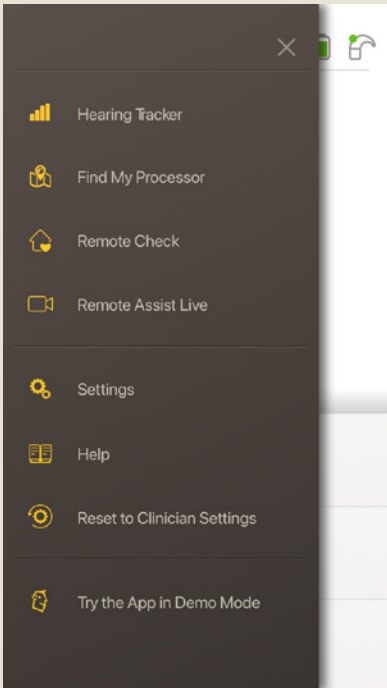 Hearing Tracker
Find My Processor
Remote Check
Remote Assist Live
Settings
Help
Reset to Clinician Settings
Try the App in Demo Mode